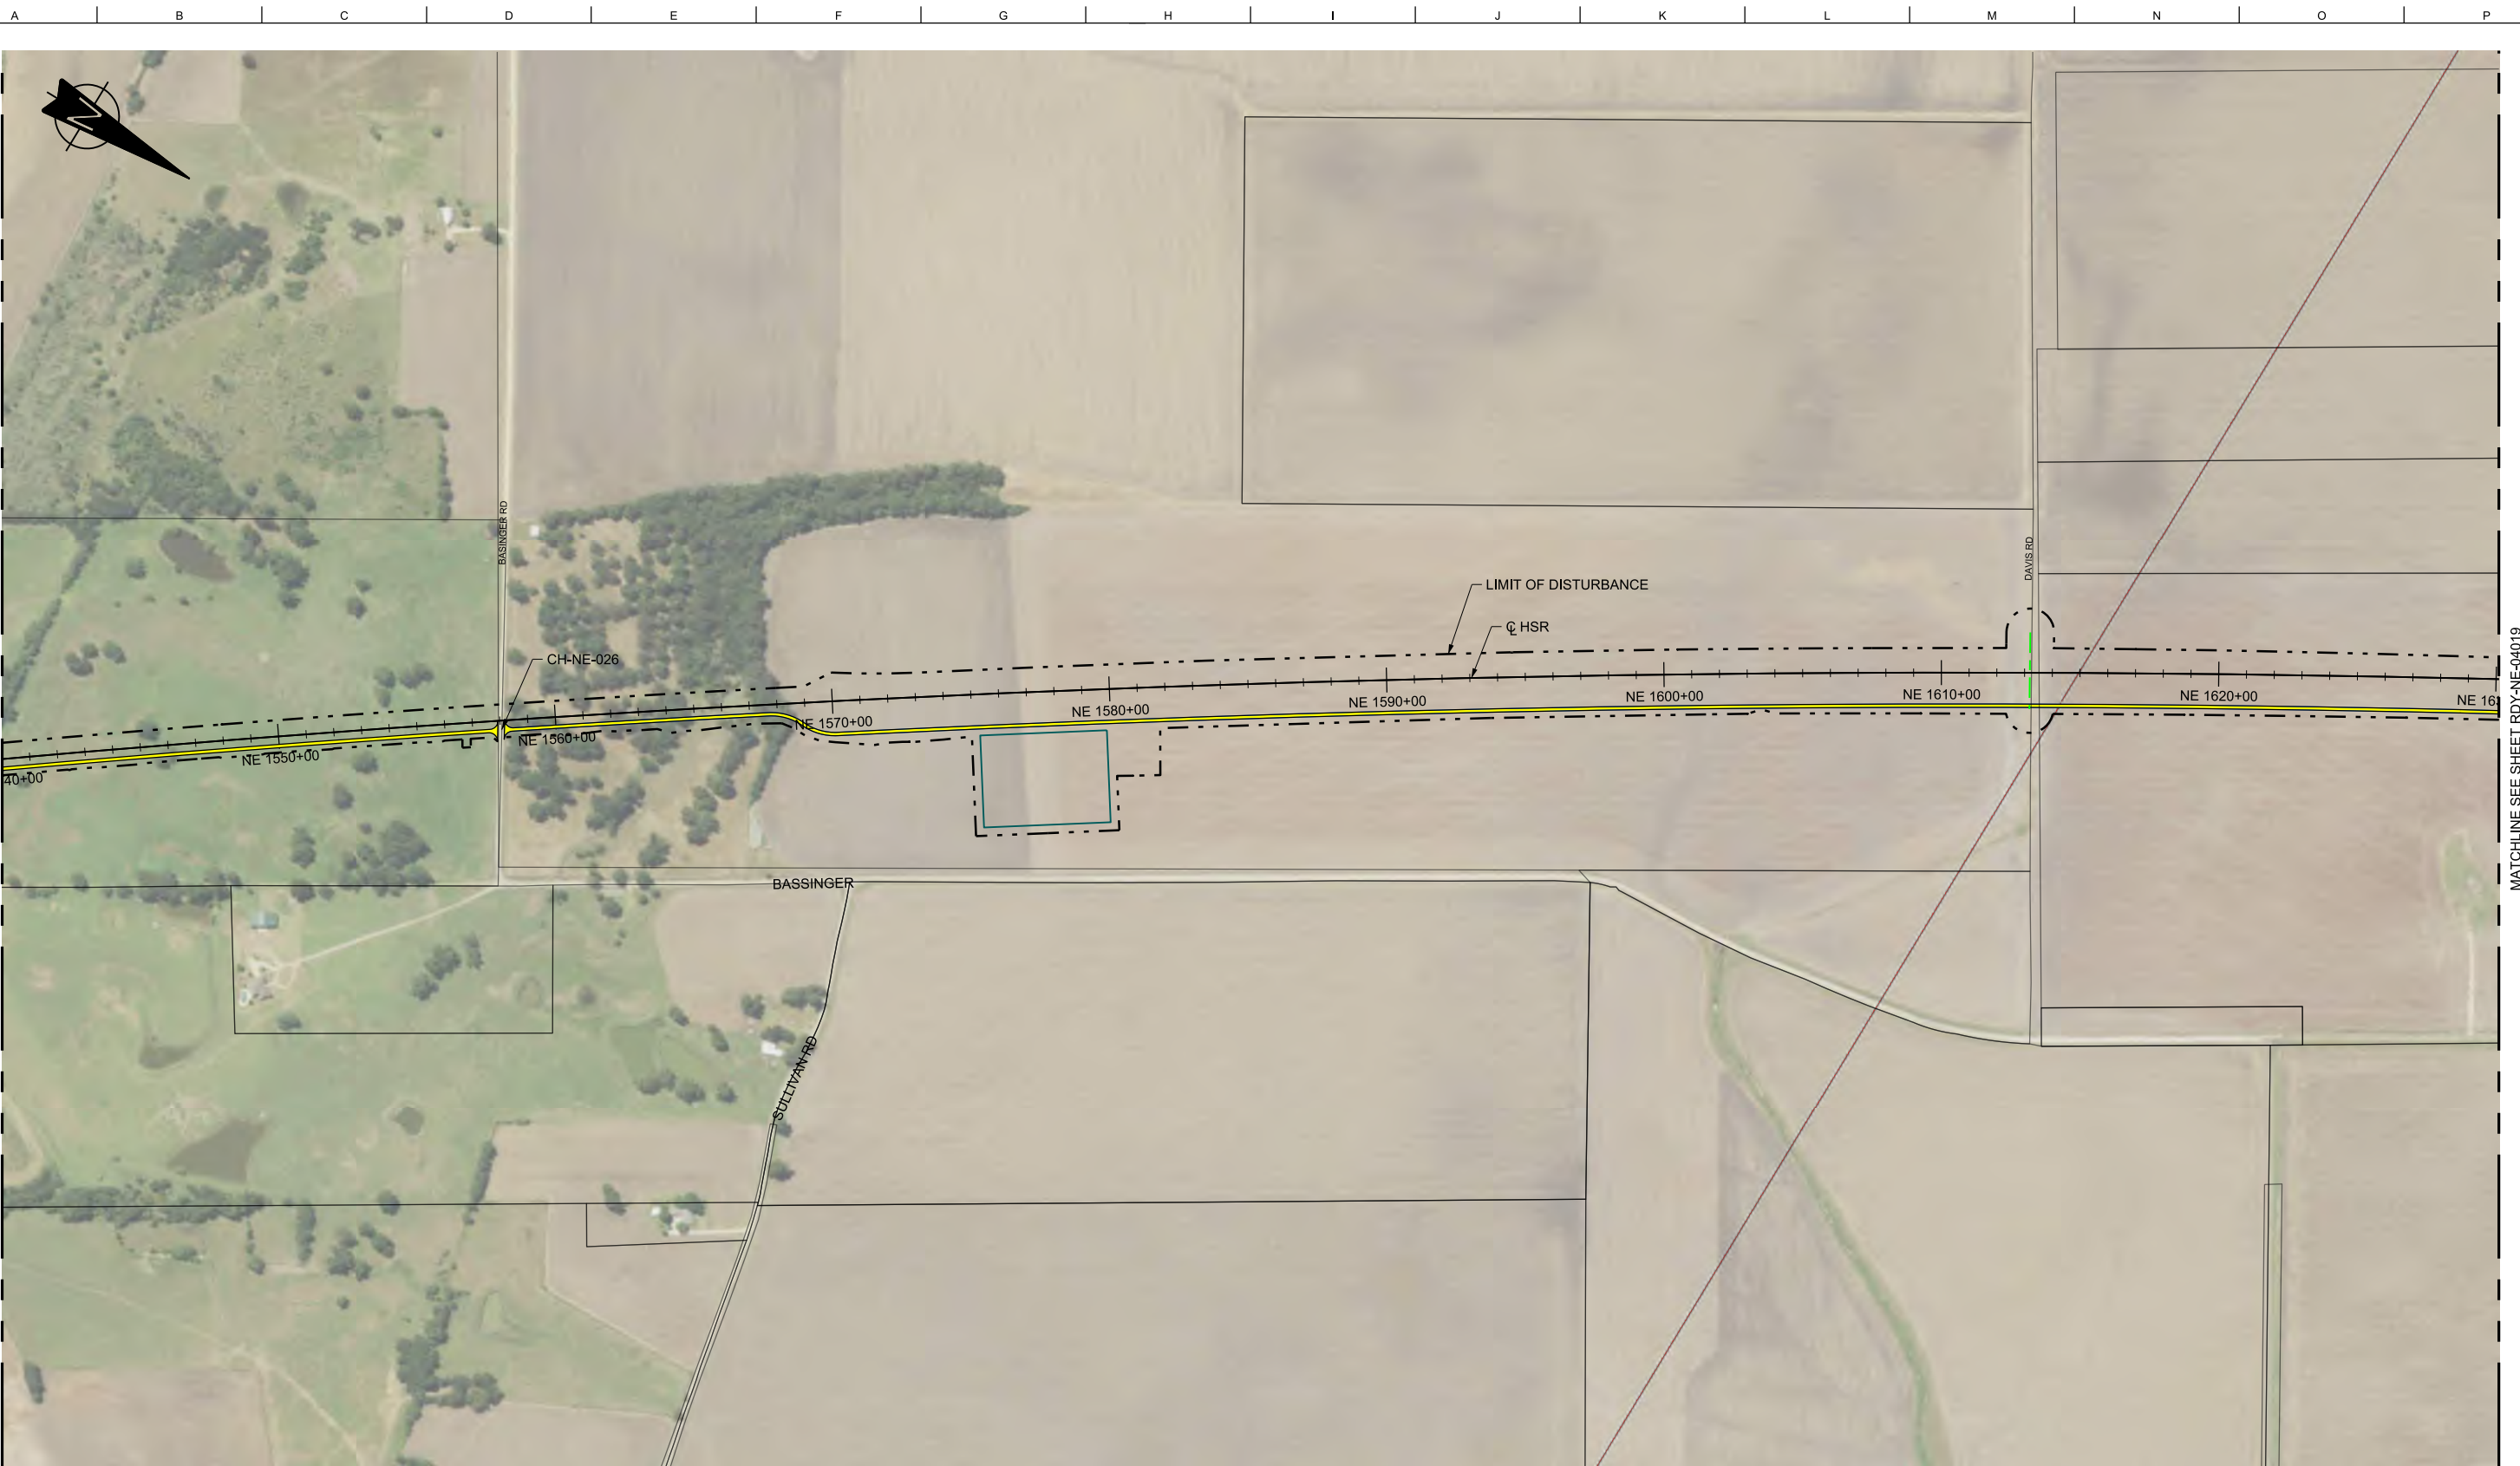 A B C D E F G H I J K L M N O P
N
BASINGER RD
DAVIS RD
LIMIT OF DISTURBANCE
℄ HSR
CH-NE-026
40+00
NE 1550+00
NE 1560+00
NE 1570+00
NE 1580+00
NE 1590+00
NE 1600+00
NE 1610+00
NE 1620+00
NE 163
MATCHLINE SEE SHEET RDY-NE-04019
BASSINGER
SULLIVAN RD